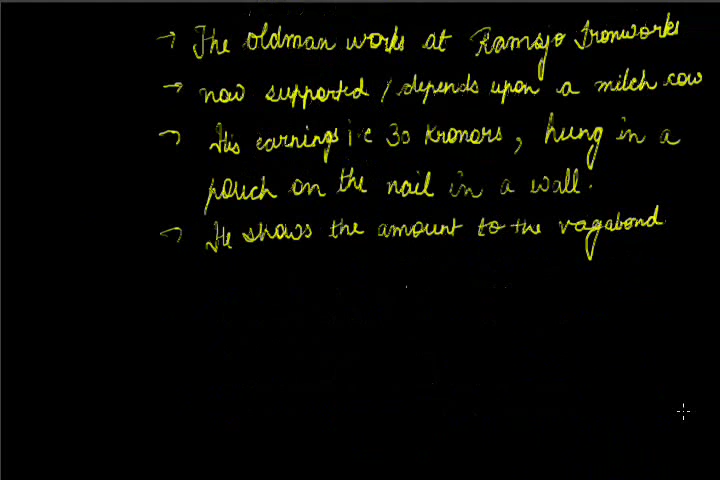 → The oldman works at Ramsjo Ironworks
→ now supported / depends upon a milch cow
→ His earnings i.e 30 Kronors, hung in a
pouch on the nail in a wall.
→ He shows the amount to the vagabond.